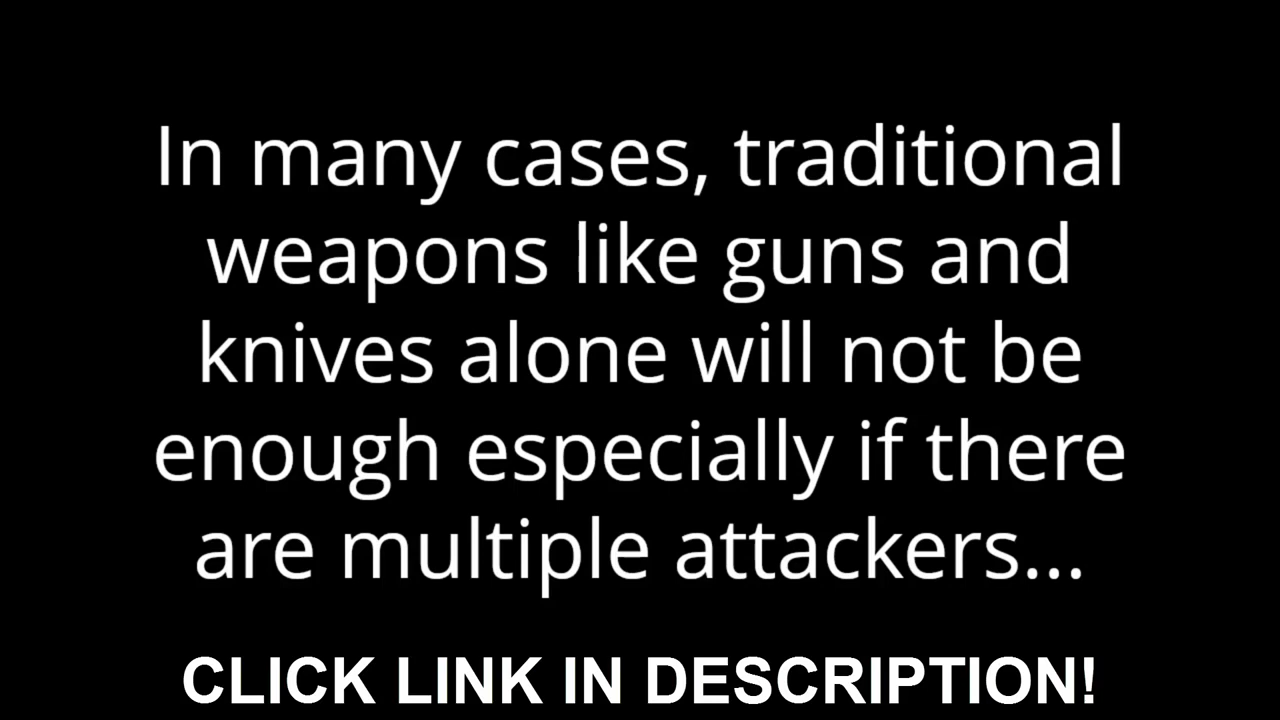 In many cases, traditional
weapons like guns and
knives alone will not be
enough especially if there
are multiple attackers...
CLICK LINK IN DESCRIPTION!